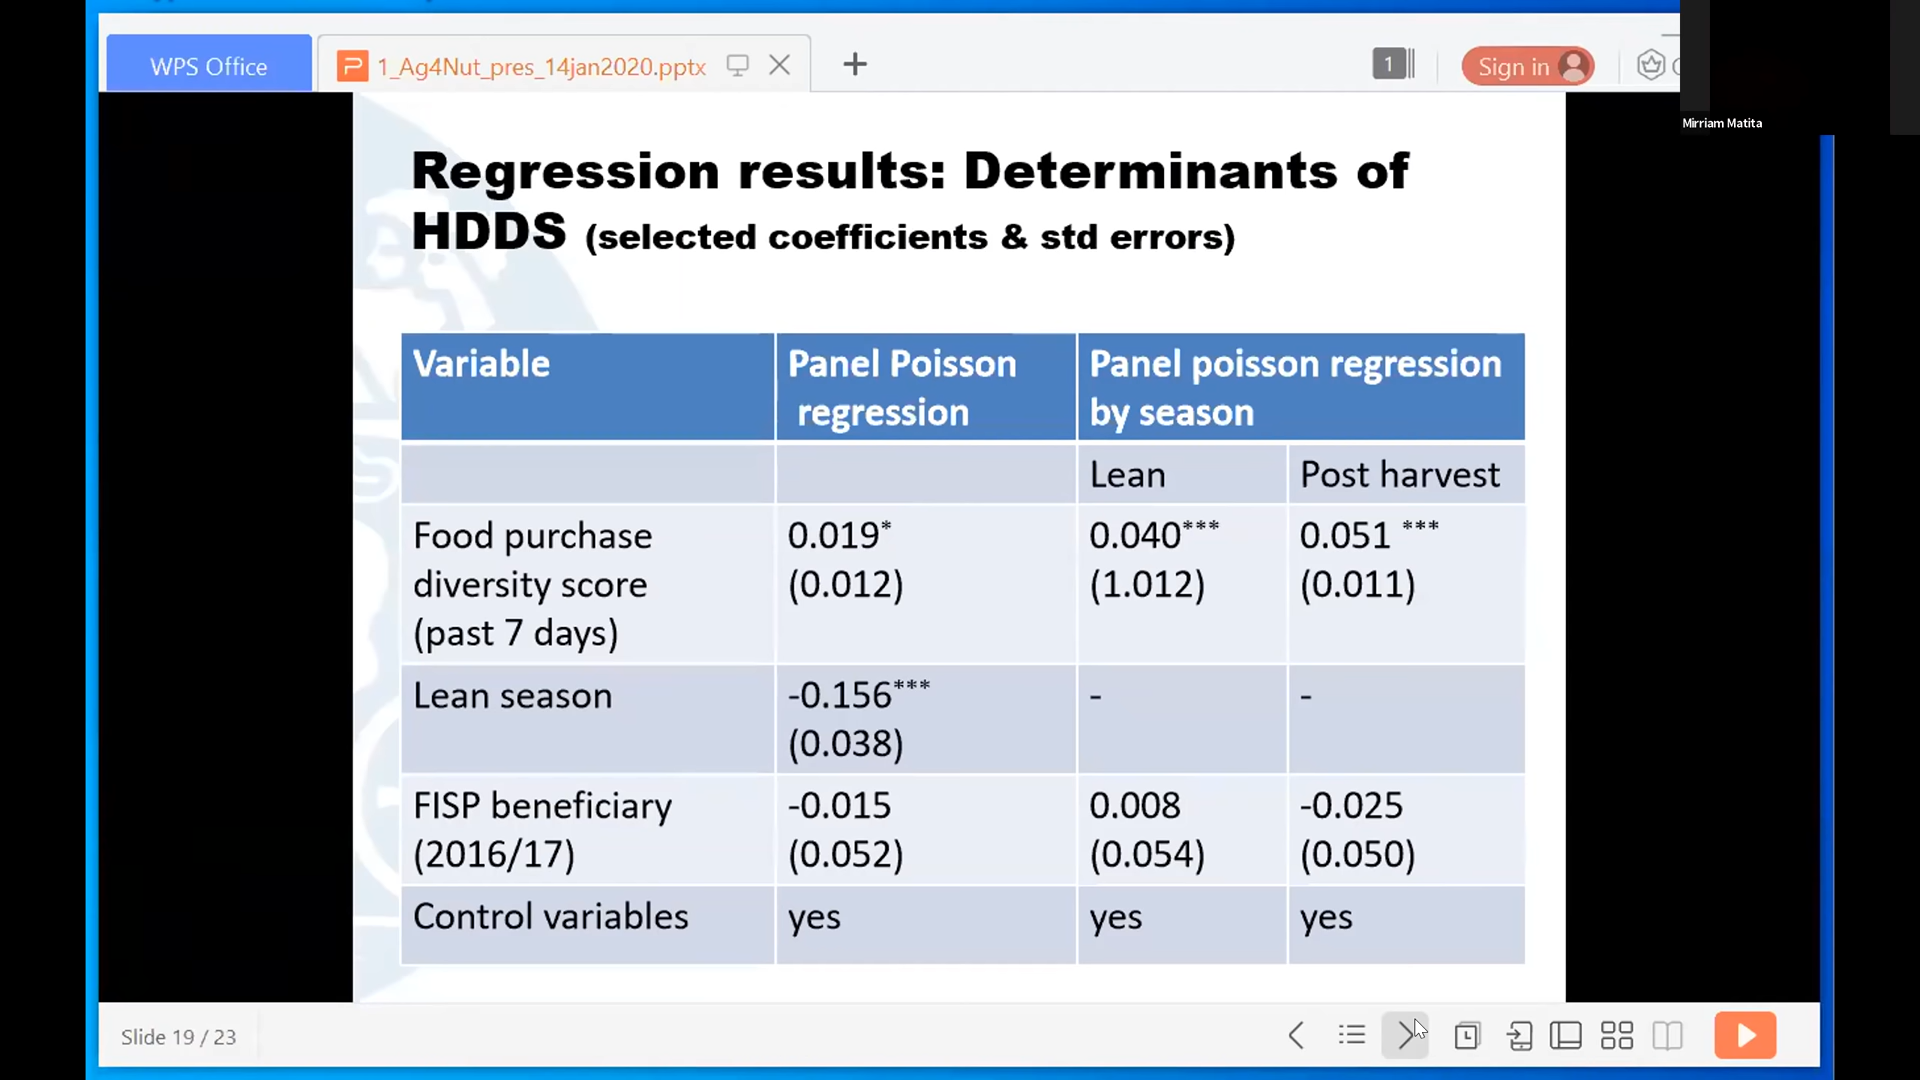 WPS Office
1_Ag4Nut_pres_14jan2020.pptx
1
Sign in
Mirriam Matita
Regression results: Determinants of
HDDS (selected coefficients & std errors)
Variable
Panel Poisson
regression
Panel poisson regression
by season
Lean
Post harvest
Food purchase
diversity score
(past 7 days)
0.019*
(0.012)
0.040***
(1.012)
0.051 ***
(0.011)
Lean season
-0.156***
(0.038)
-
-
FISP beneficiary
(2016/17)
-0.015
(0.052)
0.008
(0.054)
-0.025
(0.050)
Control variables
yes
yes
yes
Slide 19 / 23